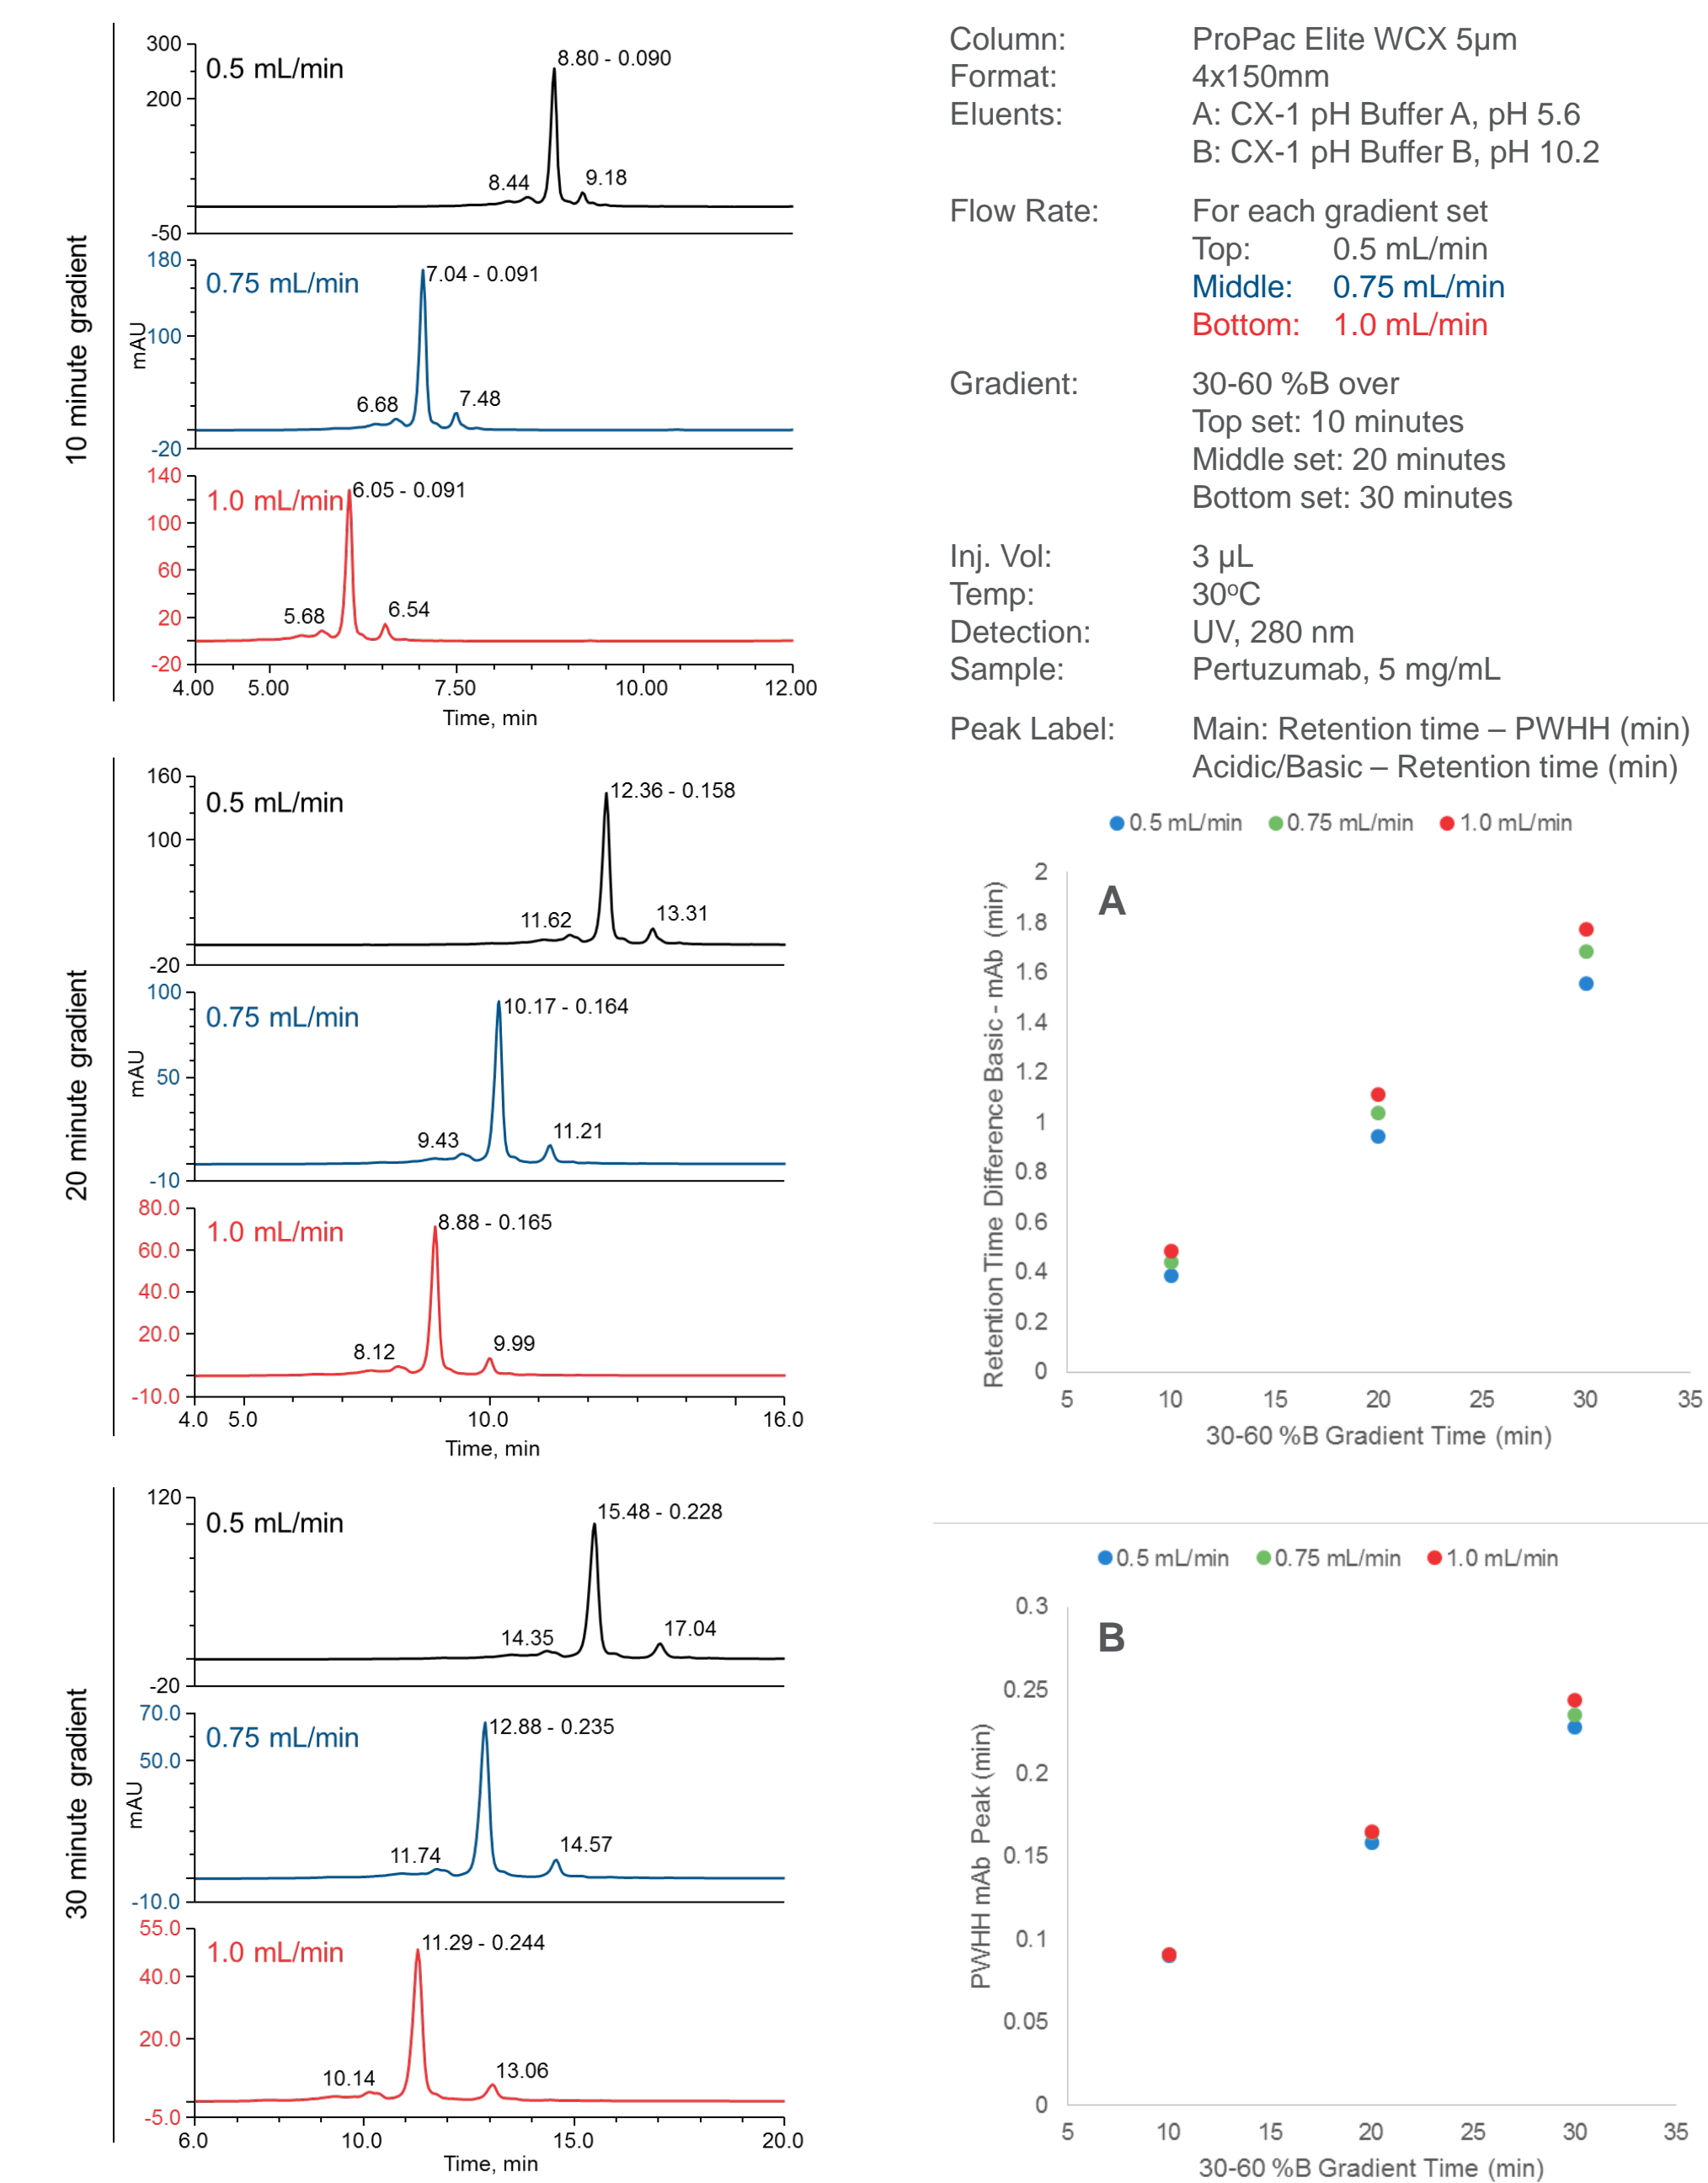 10 minute gradient
300
200
-50
0.5 mL/min
8.80 - 0.090
8.44
9.18
180
100
-20
mAU
0.75 mL/min
7.04 - 0.091
6.68
7.48
140
100
60
20
-20
1.0 mL/min
6.05 - 0.091
5.68
6.54
4.00 5.00 7.50 10.00 12.00
Time, min
20 minute gradient
160
100
-20
0.5 mL/min
12.36 - 0.158
11.62
13.31
100
50
-10
mAU
0.75 mL/min
10.17 - 0.164
9.43
11.21
80.0
60.0
40.0
20.0
-10.0
1.0 mL/min
8.88 - 0.165
8.12
9.99
4.0 5.0 10.0 16.0
Time, min
30 minute gradient
120
-20
0.5 mL/min
15.48 - 0.228
14.35
17.04
70.0
50.0
-10.0
mAU
0.75 mL/min
12.88 - 0.235
11.74
14.57
55.0
40.0
20.0
-5.0
1.0 mL/min
11.29 - 0.244
10.14
13.06
6.0 10.0 15.0 20.0
Time, min
Column: ProPac Elite WCX 5µm
Format: 4x150mm
Eluents: A: CX-1 pH Buffer A, pH 5.6
B: CX-1 pH Buffer B, pH 10.2
Flow Rate: For each gradient set
Top: 0.5 mL/min
Middle: 0.75 mL/min
Bottom: 1.0 mL/min
Gradient: 30-60 %B over
Top set: 10 minutes
Middle set: 20 minutes
Bottom set: 30 minutes
Inj. Vol: 3 µL
Temp: 30ºC
Detection: UV, 280 nm
Sample: Pertuzumab, 5 mg/mL
Peak Label: Main: Retention time – PWHH (min)
Acidic/Basic – Retention time (min)
0.5 mL/min 0.75 mL/min 1.0 mL/min
A
Retention Time Difference Basic - mAb (min)
2
1.8
1.6
1.4
1.2
1
0.8
0.6
0.4
0.2
0
5 10 15 20 25 30 35
30-60 %B Gradient Time (min)
0.5 mL/min 0.75 mL/min 1.0 mL/min
B
PWHH mAb Peak (min)
0.3
0.25
0.2
0.15
0.1
0.05
0
5 10 15 20 25 30 35
30-60 %B Gradient Time (min)